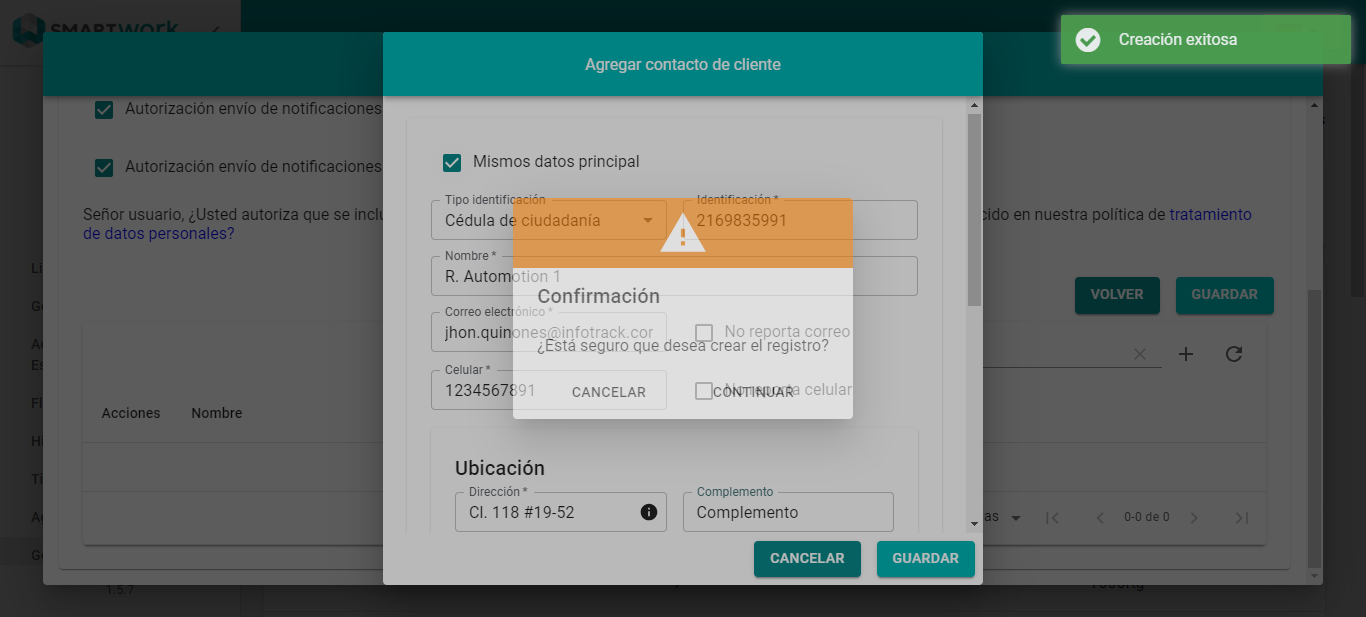 SMARTwork
Creación exitosa
Agregar contacto de cliente
Autorización envío de notificaciones
Mismos datos principal
Autorización envío de notificaciones
Tipo identificación
Identificación *
Señor usuario, ¿Usted autoriza que se inclu
Cédula de ciudadanía
2169835991
cido en nuestra política de tratamiento
de datos personales?
Nombre *
R. Automotion 1
Confirmación
VOLVER
GUARDAR
Correo electrónico *
jhon.quinones@infotrack.cor
No reporta correo
¿Está seguro que desea crear el registro?
Celular *
1234567891
CANCELAR
No reporta celular
CONTINUAR
Acciones
Nombre
Ubicación
Dirección *
Cl. 118 #19-52
Complemento
Complemento
as
0-0 de 0
CANCELAR
GUARDAR
1.5.7